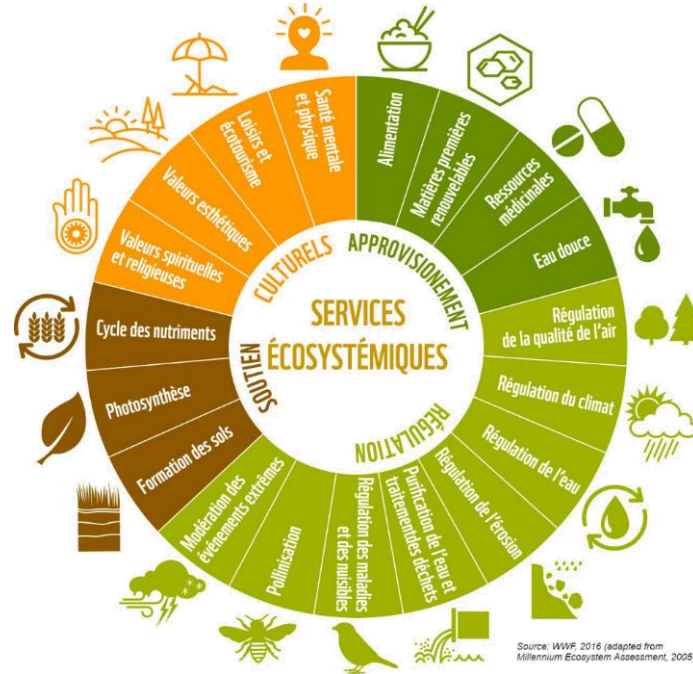 SERVICES
ÉCOSYSTÉMIQUES
APPROVISIONEMENT
Alimentation
Matières premières
renouvelables
Ressources
médicinales
Eau douce
RÉGULATION
Régulation
de la qualité de l'air
Régulation du climat
Régulation de l'eau
Régulation de l'érosion
Purification de l'eau et
traitementdes déchets
Régulation des maladies
et des nuisibles
Pollinisation
Modération des
évènements extrêmes
SOUTIEN
Formation des sols
Photosynthèse
Cycle des nutriments
CULTURELS
Valeurs spirituelles
et religieuses
Valeurs esthétiques
Loisirs et
écotourisme
Santé mentale
et physique
Source: WWF, 2016 (adapted from
Millennium Ecosystem Assessment, 2005